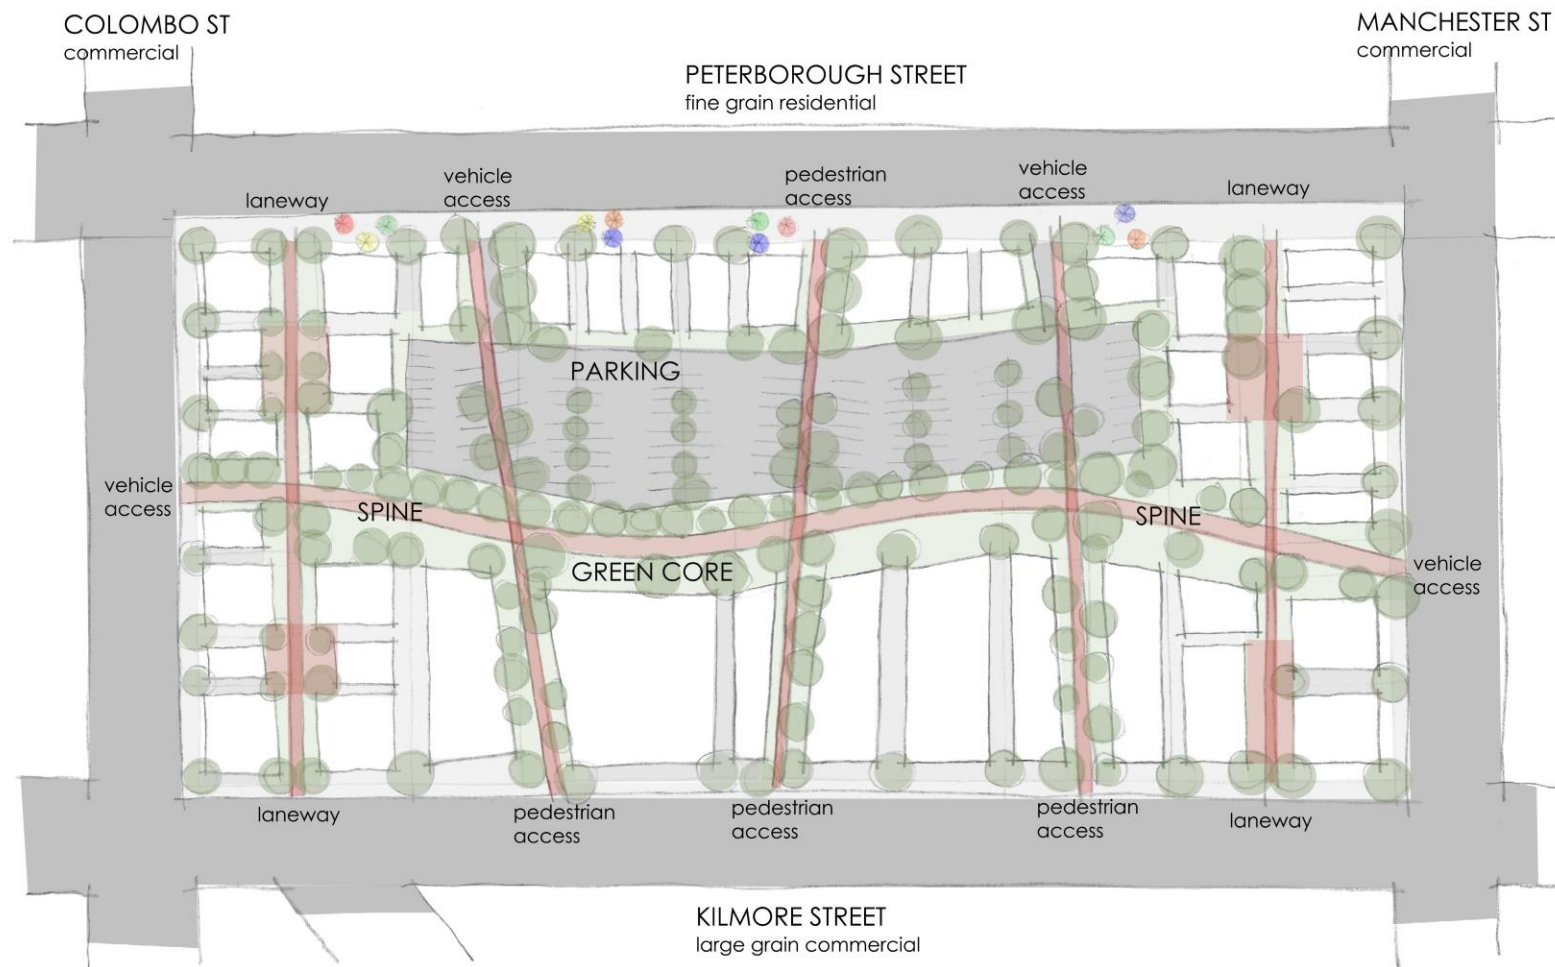 COLOMBO ST
commercial
MANCHESTER ST
commercial
PETERBOROUGH STREET
fine grain residential
laneway
vehicle
access
pedestrian
access
vehicle
access
laneway
PARKING
vehicle
access
SPINE
SPINE
GREEN CORE
vehicle
access
laneway
pedestrian
access
pedestrian
access
pedestrian
access
laneway
KILMORE STREET
large grain commercial